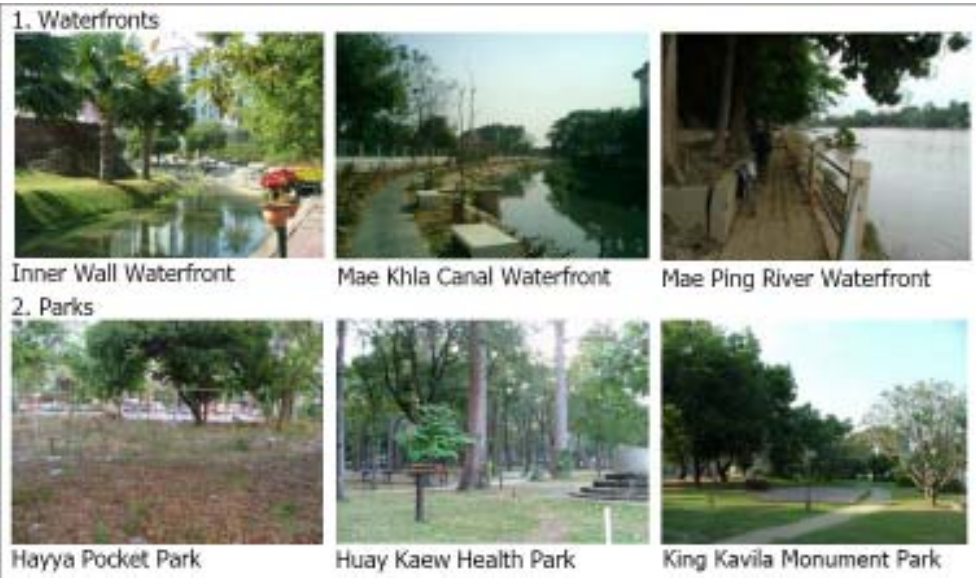 1. Waterfronts
Inner Wall Waterfront
Mae Khla Canal Waterfront
Mae Ping River Waterfront
2. Parks
Hayya Pocket Park
Huay Kaew Health Park
King Kavila Monument Park